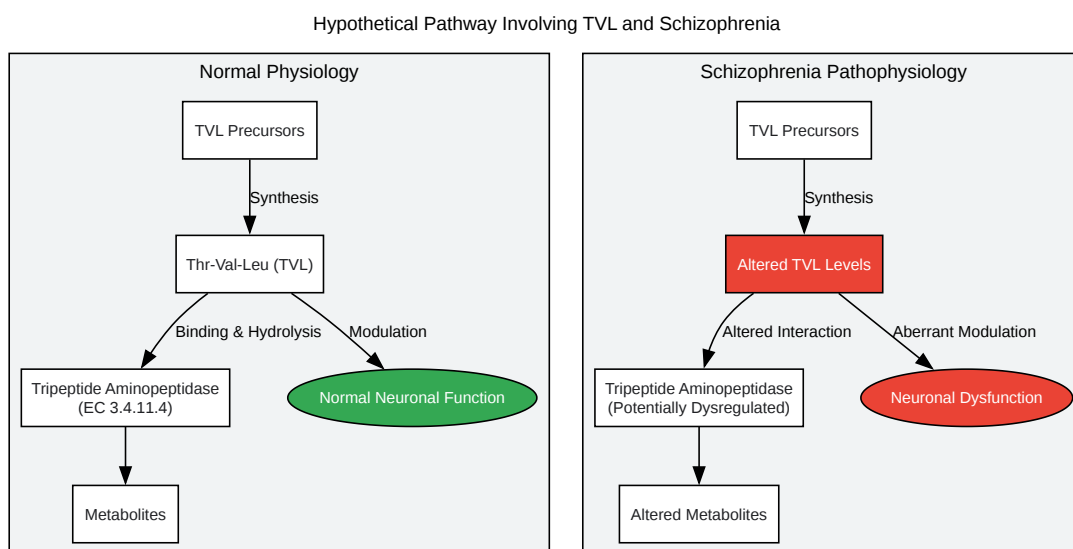 Hypothetical Pathway Involving TVL and Schizophrenia
Normal Physiology
TVL Precursors
Synthesis
Thr-Val-Leu (TVL)
Binding & Hydrolysis
Modulation
Tripeptide Aminopeptidase
(EC 3.4.11.4)
Normal Neuronal Function
Metabolites
Schizophrenia Pathophysiology
TVL Precursors
Synthesis
Altered TVL Levels
Altered Interaction
Aberrant Modulation
Tripeptide Aminopeptidase
(Potentially Dysregulated)
Neuronal Dysfunction
Altered Metabolites